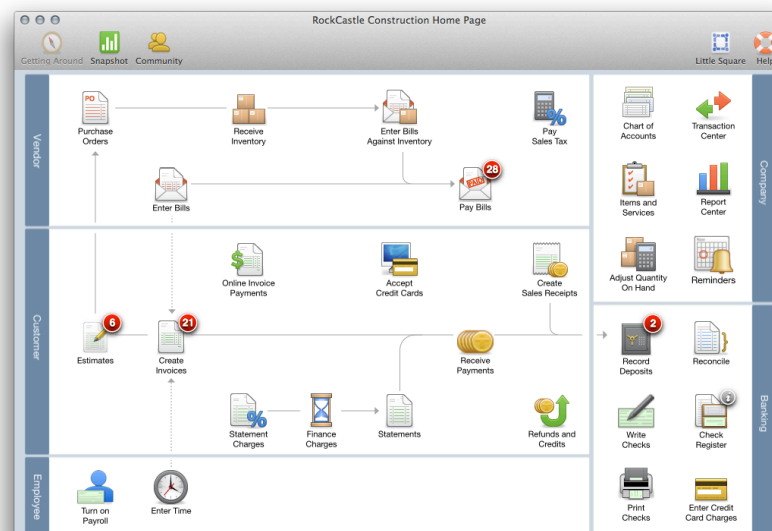 RockCastle Construction Home Page
Getting Around
Snapshot
Community
Little Square
Help
Vendor
PO
Purchase
Orders
Receive
Inventory
Enter Bills
Against Inventory
Pay
Sales Tax
%
Enter Bills
PAID
28
Pay Bills
Customer
$
Online Invoice
Payments
Accept
Credit Cards
Create
Sales Receipts
6
Estimates
21
Create
Invoices
Receive
Payments
%
Statement
Charges
Finance
Charges
Statements
Refunds and
Credits
Employee
Turn on
Payroll
Enter Time
Company
Chart of
Accounts
Transaction
Center
Items and
Services
Report
Center
Adjust Quantity
On Hand
Reminders
Banking
2
Record
Deposits
Reconcile
Write
Checks
i
Check
Register
Print
Checks
Enter Credit
Card Charges